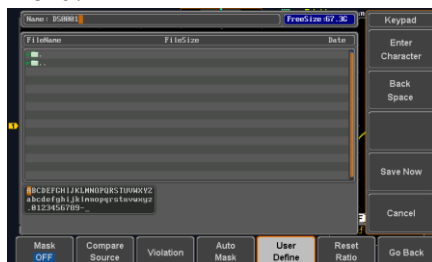 Name: DS0001
FreeSize:67.3G
Keypad
FileName FileSize Date
.
..
Enter
Character
Back
Space
Save Now
Cancel
ABCDEFGHIJKLMNOPQRSTUVWXYZ
abcdefghijklmnopqrstuvwxyz
.0123456789-_
Mask
OFF
Compare
Source
Violation
Auto
Mask
User
Define
Reset
Ratio
Go Back